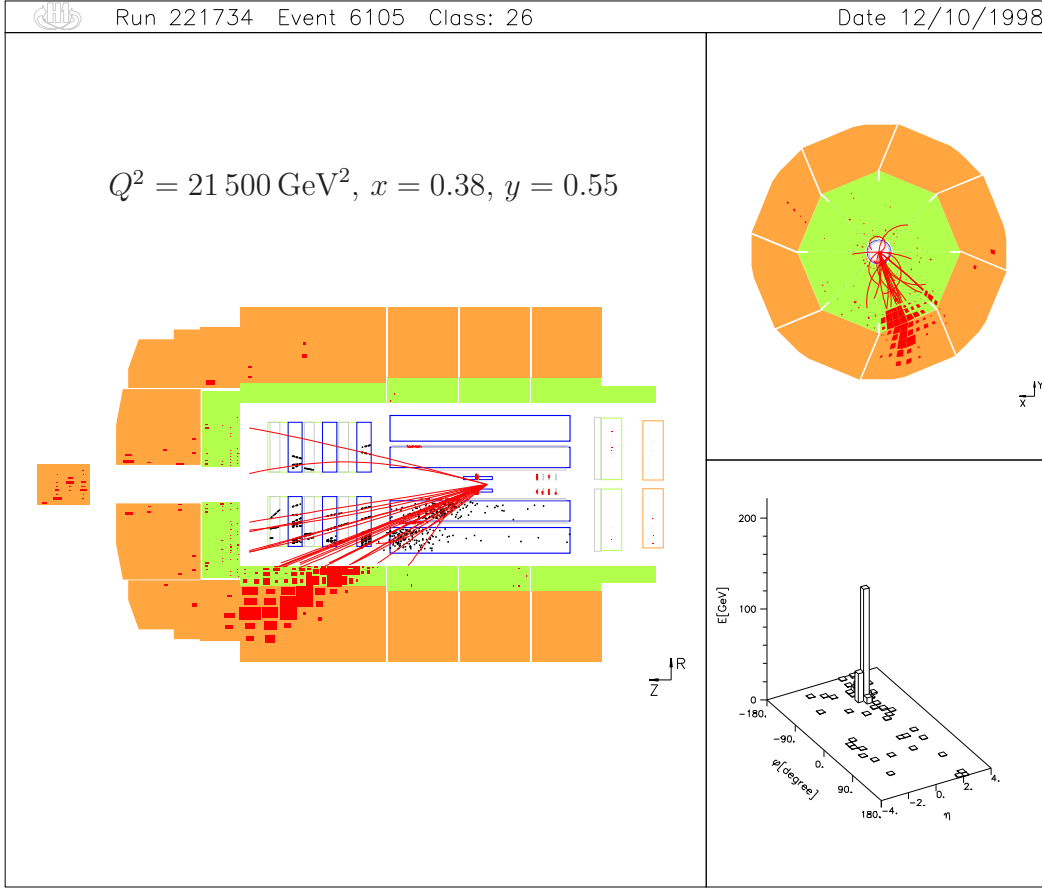 H1 Run 221734 Event 6105 Class: 26 Date 12/10/1998
Q² = 21 500 GeV², x = 0.38, y = 0.55
X Y
Z R
E[GeV]
200
100
0
-180.
-90.
0.
90.
180.
φ[degree]
-4.
-2.
0.
2.
4.
η